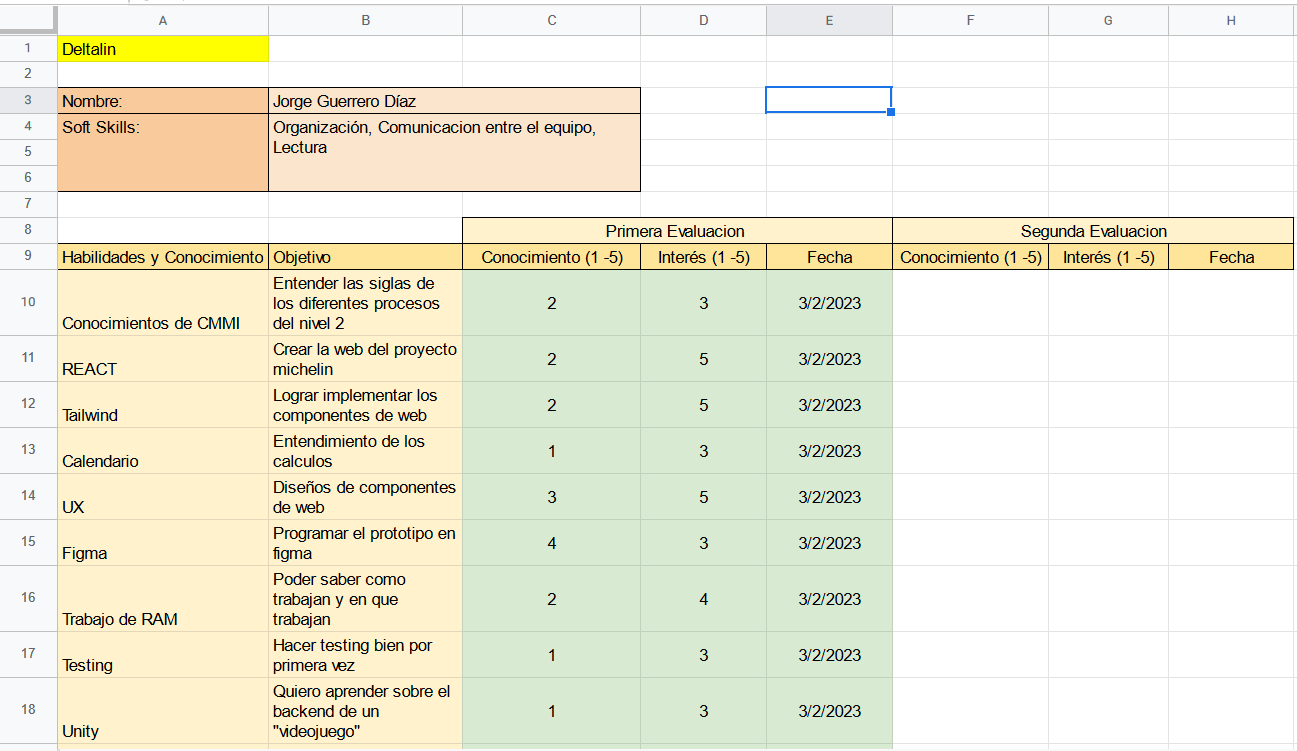 A B C D E F G H
1 Deltalin
2
3 Nombre: Jorge Guerrero Díaz
4 Soft Skills: Organización, Comunicacion entre el equipo,
5 Lectura
6
7
8 Primera Evaluacion Segunda Evaluacion
9 Habilidades y Conocimiento Objetivo Conocimiento (1 -5) Interés (1 -5) Fecha Conocimiento (1 -5) Interés (1 -5) Fecha
Entender las siglas de
10 los diferentes procesos 2 3 3/2/2023
Conocimientos de CMMI del nivel 2
Crear la web del proyecto
11 2 5 3/2/2023
REACT michelin
Lograr implementar los
12 2 5 3/2/2023
Tailwind componentes de web
Entendimiento de los
13 1 3 3/2/2023
Calendario calculos
Diseños de componentes
14 3 5 3/2/2023
UX de web
Programar el prototipo en
15 4 3 3/2/2023
Figma figma
Poder saber como
16 trabajan y en que 2 4 3/2/2023
Trabajo de RAM trabajan
Hacer testing bien por
17 1 3 3/2/2023
Testing primera vez
Quiero aprender sobre el
18 backend de un 1 3 3/2/2023
Unity "videojuego"